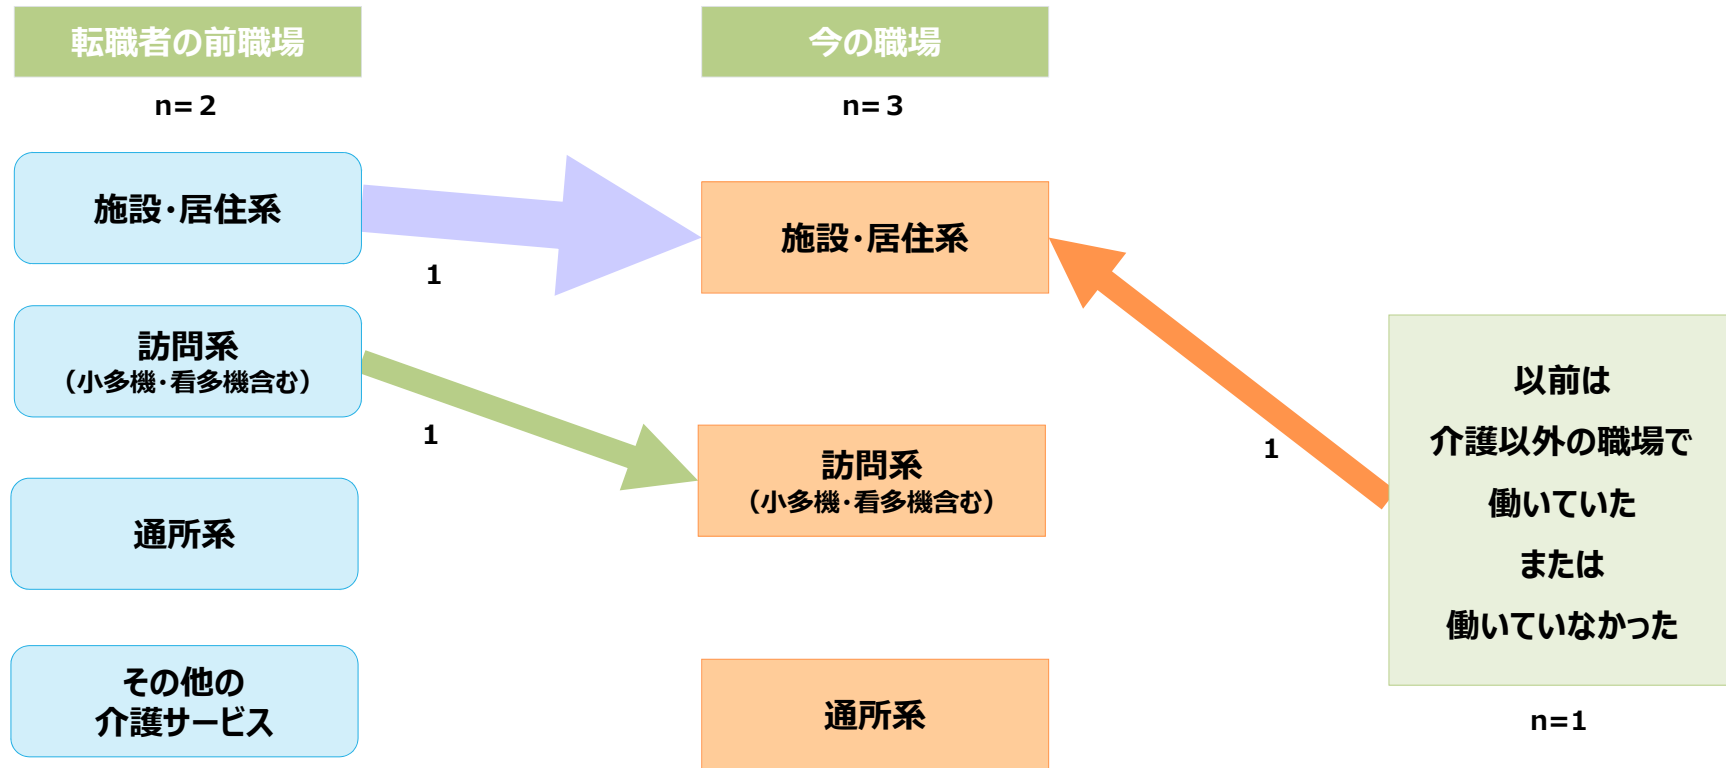 転職者の前職場
n=２
施設･居住系
訪問系
（小多機･看多機含む）
通所系
その他の
介護サービス
1
1
今の職場
n=３
施設･居住系
訪問系
（小多機･看多機含む）
通所系
1
以前は
介護以外の職場で
働いていた
または
働いていなかった
n=1